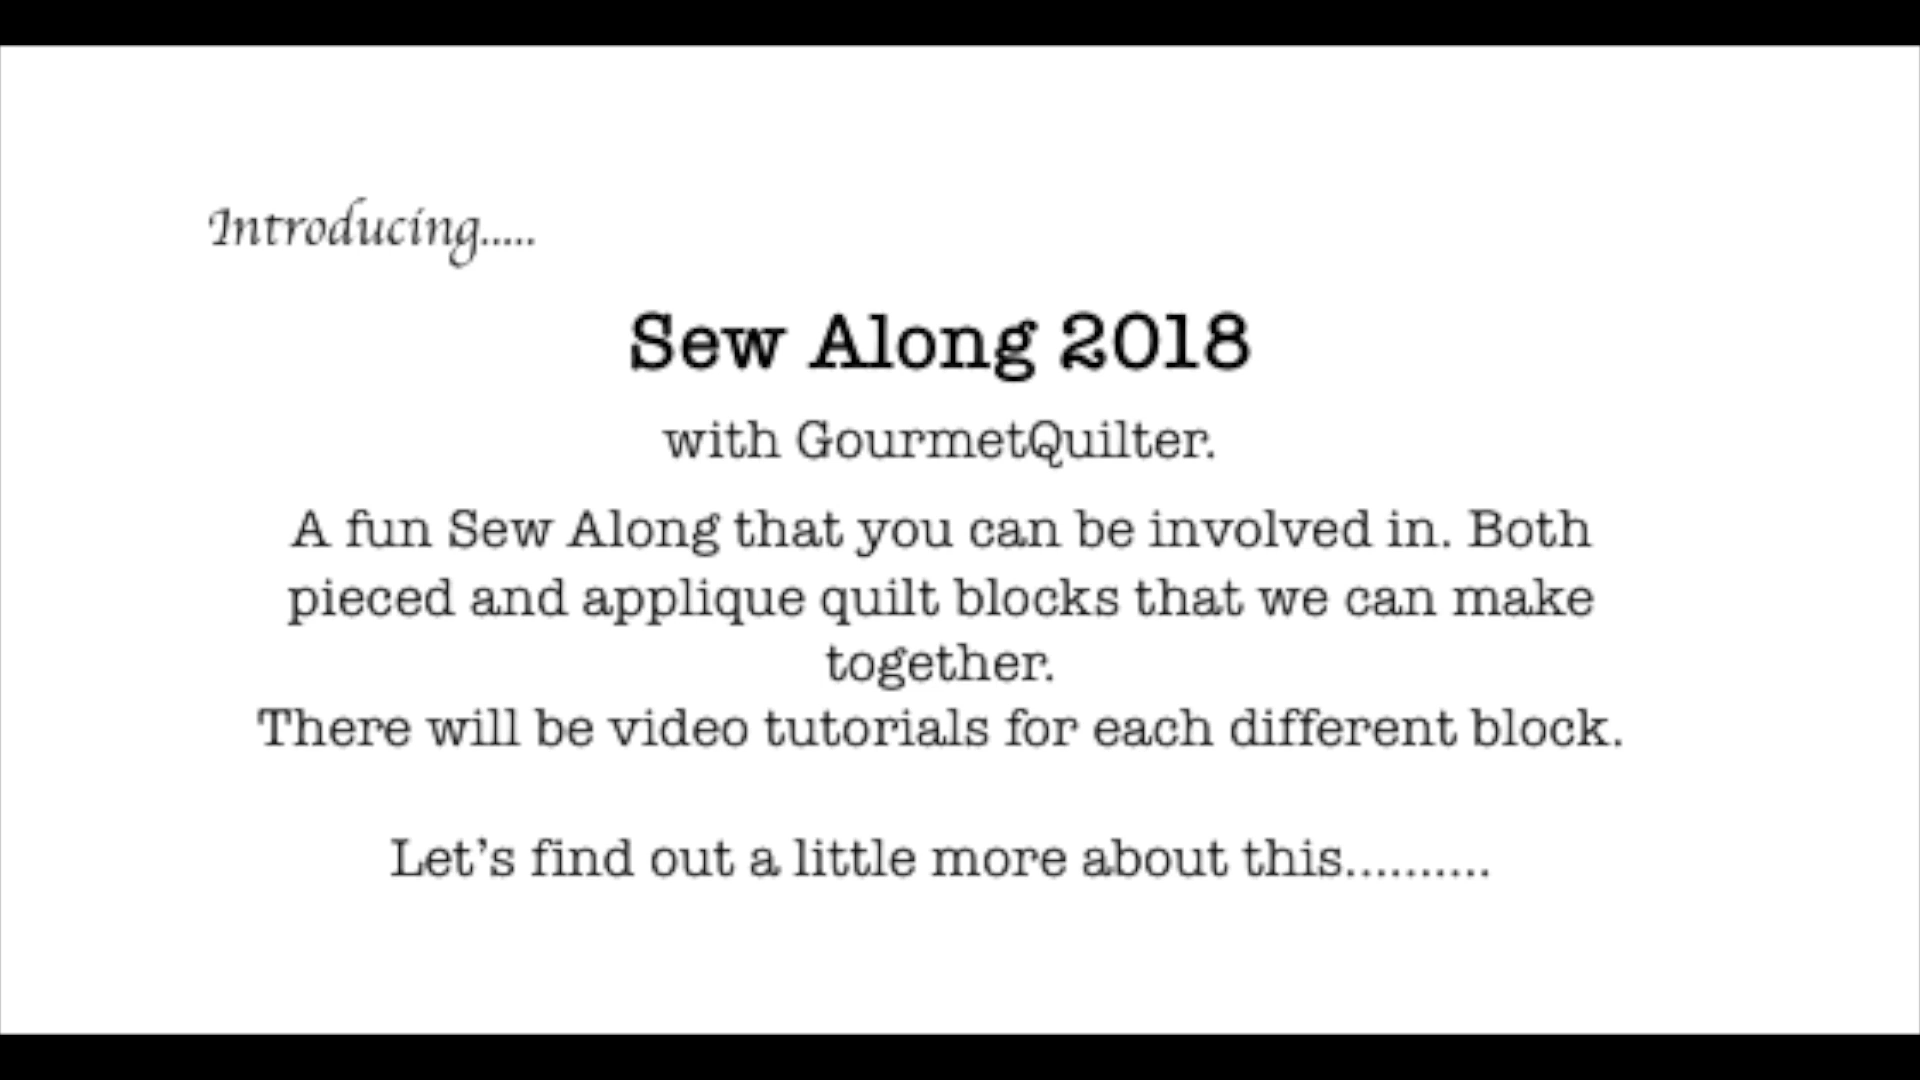 Introducing.....
Sew Along 2018
with GourmetQuilter.
A fun Sew Along that you can be involved in. Both
pieced and applique quilt blocks that we can make
together.
There will be video tutorials for each different block.
Let’s find out a little more about this..........